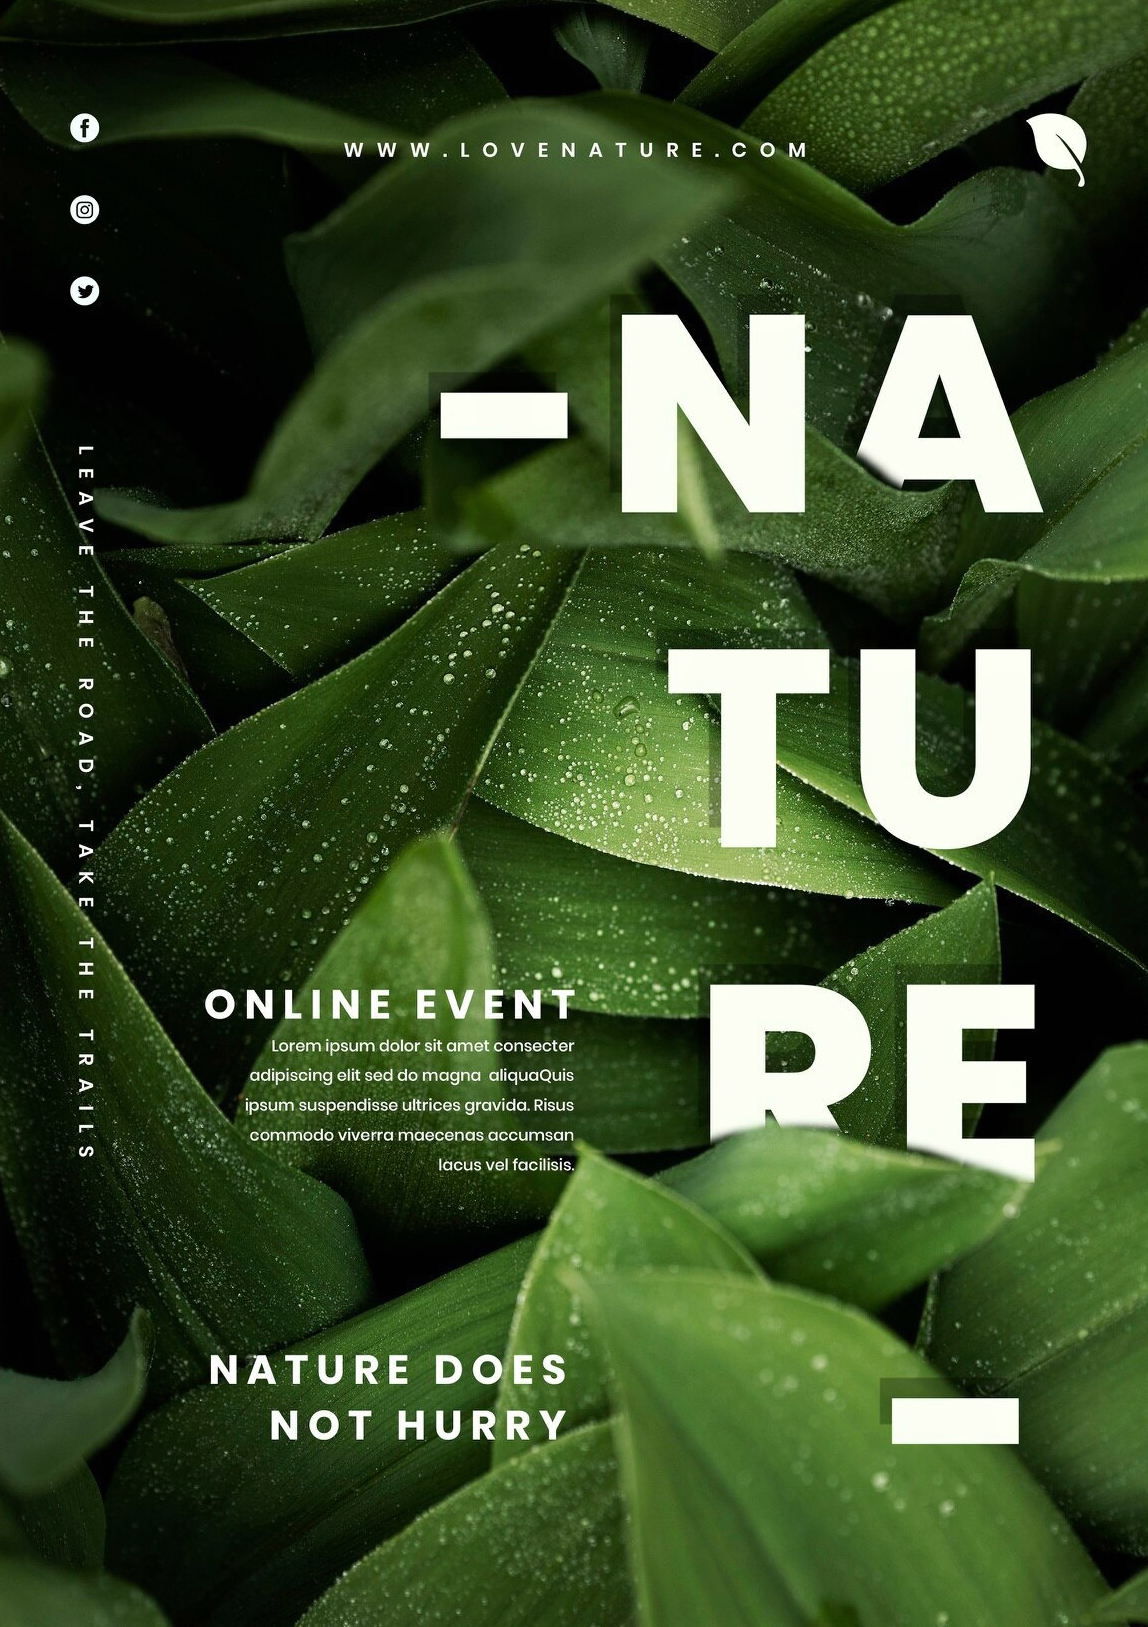 WWW.LOVENATURE.COM
–NA
TU
RE
–
LEAVE THE ROAD, TAKE THE TRAILS
ONLINE EVENT
Lorem ipsum dolor sit amet consecter
adipiscing elit sed do magna aliquaQuis
ipsum suspendisse ultrices gravida. Risus
commodo viverra maecenas accumsan
lacus vel facilisis.
NATURE DOES
NOT HURRY